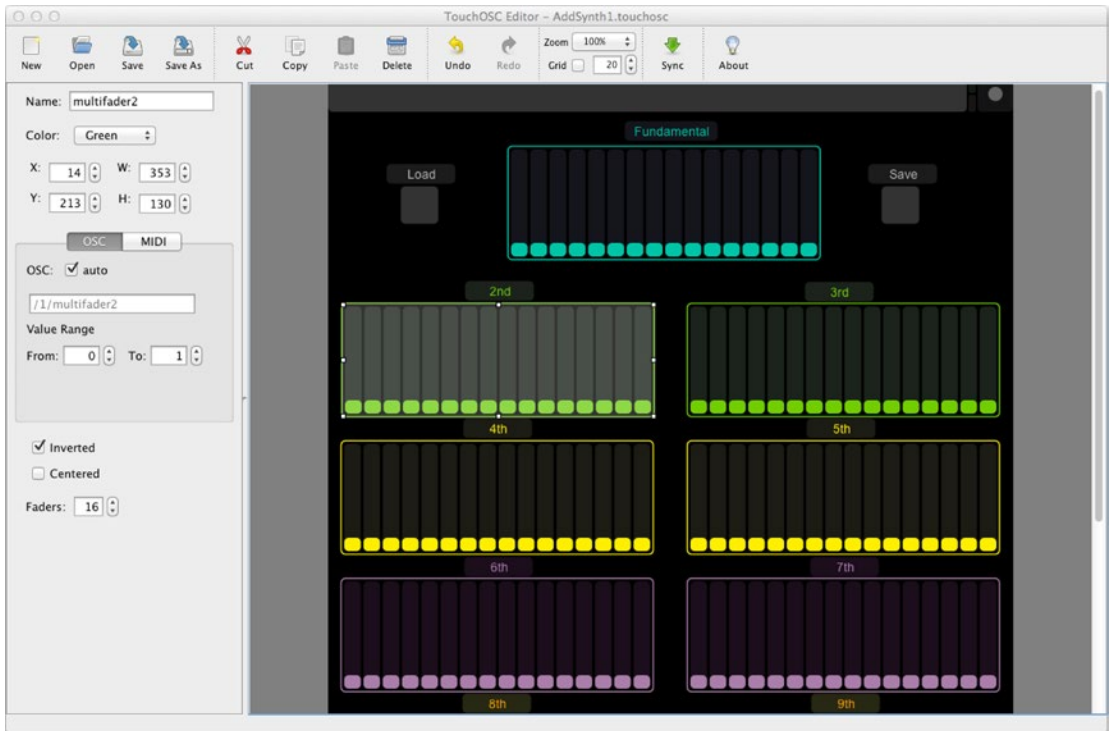 TouchOSC Editor – AddSynth1.touchosc
New Open Save Save As Cut Copy Paste Delete Undo Redo Zoom 100% Grid 20 Sync About
Name: multifader2
Color: Green
X: 14 W: 353
Y: 213 H: 130
OSC MIDI
OSC: auto
/1/multifader2
Value Range
From: 0 To: 1
Inverted
Centered
Faders: 16
Fundamental
Load Save
2nd 3rd
4th 5th
6th 7th
8th 9th